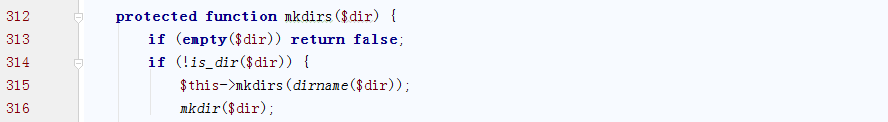 312 protected function mkdirs($dir) {
313 if (empty($dir)) return false;
314 if (!is_dir($dir)) {
315 $this->mkdirs(dirname($dir));
316 mkdir($dir);